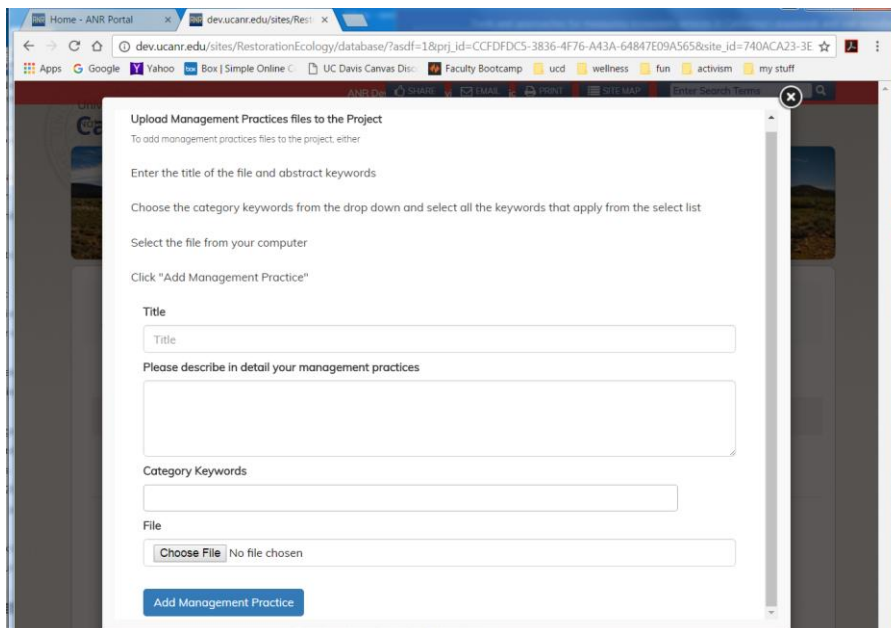 Home - ANR Portal
dev.ucanr.edu/sites/Rest
dev.ucanr.edu/sites/RestorationEcology/database/?asdf=1&prj_id=CCFDFDC5-3836-4F76-A43A-64847E09A565&site_id=740ACA23-3E
Apps Google Yahoo Box | Simple Online C UC Davis Canvas Disc Faculty Bootcamp ucd wellness fun activism my stuff
SHARE EMAIL PRINT SITE MAP Enter Search Terms
Ca
Upload Management Practices files to the Project
To add management practices files to the project, either
Enter the title of the file and abstract keywords
Choose the category keywords from the drop down and select all the keywords that apply from the select list
Select the file from your computer
Click "Add Management Practice"
Title
Title
Please describe in detail your management practices
Category Keywords
File
Choose File No file chosen
Add Management Practice